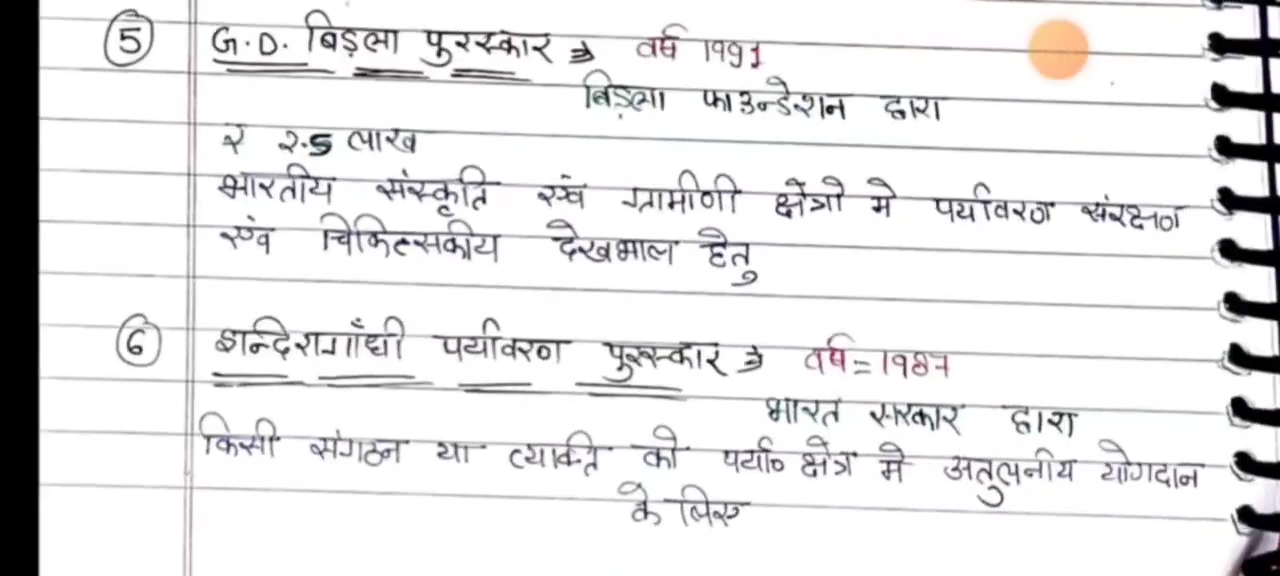 5 G.D. बिड़ला पुरस्कार ⇒ वर्ष 1991
बिड़ला फाउन्डेशन द्वारा
₹ 2.5 लाख
भारतीय संस्कृति एवं ग्रामीणी क्षेत्रो मे पर्यावरण संरक्षण
एवं चिकित्सकीय देखभाल हेतु
6 इन्दिरागाँधी पर्यावरण पुरुस्कार ⇒ वर्ष = 1987
भारत सरकार द्वारा
किसी संगठन या व्यक्ति को पर्या० क्षेत्र मे अतुलनीय योगदान
के लिए